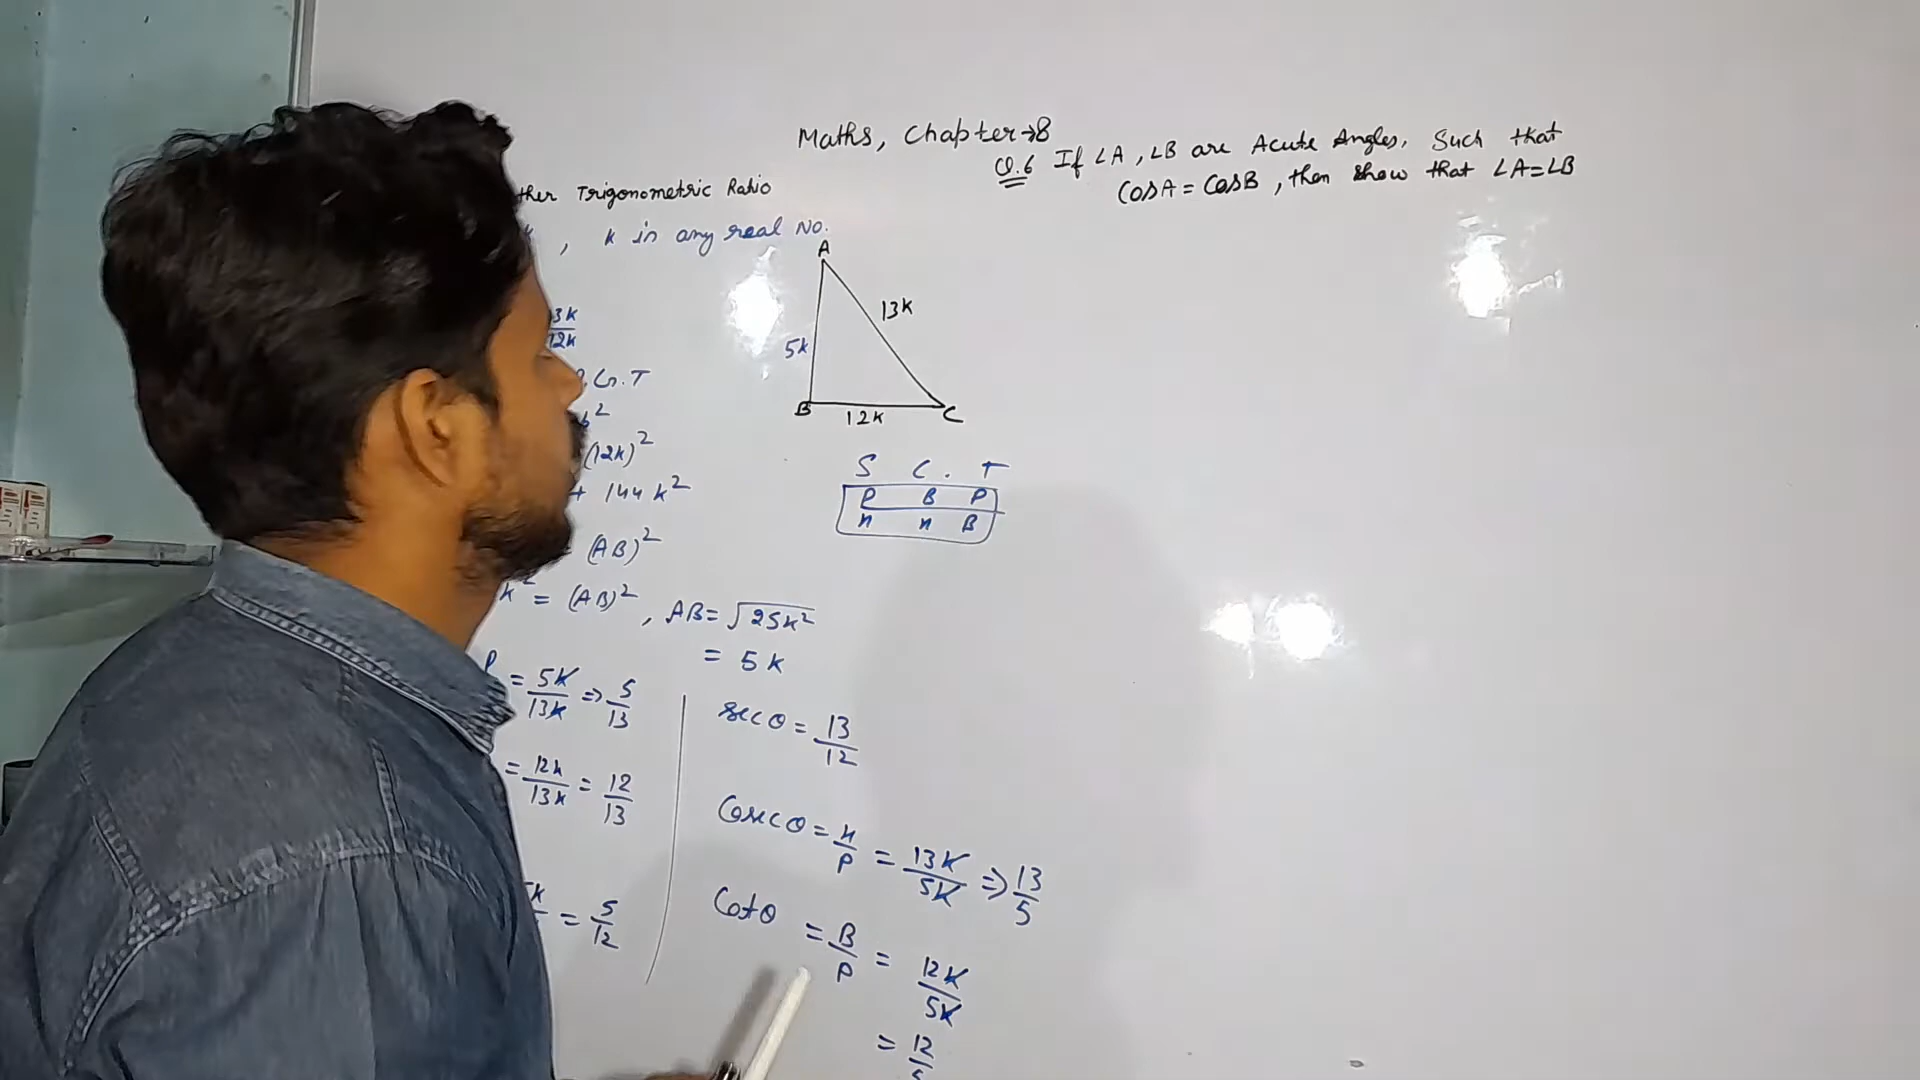 Maths, Chapter→8
Q.6 If ∠A, ∠B are Acute Angles, Such that
CosA = CosB, then show that ∠A=∠B
ther Trigonometric Ratio
, k in any real No.
A
13k
5k
B
12k
C
3k
12k
G.T
(12k)²
+ 144k²
(AB)²
k² = (AB)², AB = √25k²
= 5k
S C. T
P B P
H H B
P = 5k/13k => 5/13
= 12k/13k = 12/13
k = 5/12
secθ = 13/12
Cosecθ = H/P = 13k/5k => 13/5
Cotθ = B/P = 12k/5k
= 12